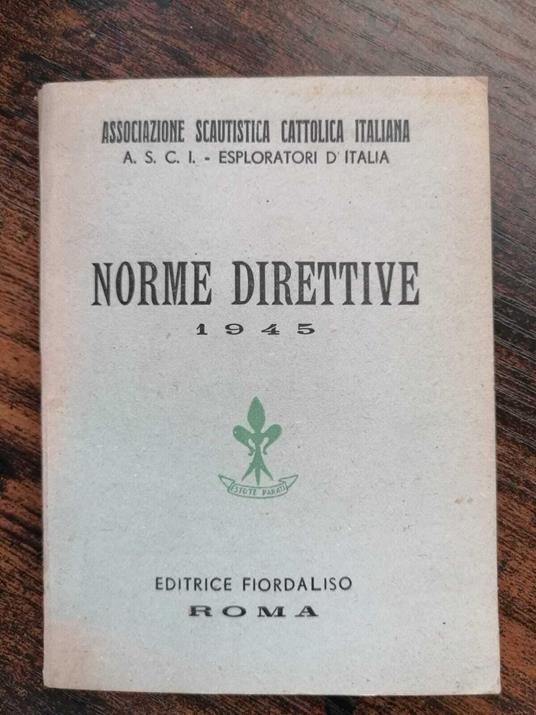 ASSOCIAZIONE SCAUTISTICA CATTOLICA ITALIANA
A. S. C. I. - ESPLORATORI D'ITALIA
NORME DIRETTIVE
1945
ESTOTE PARATI
EDITRICE FIORDALISO
ROMA